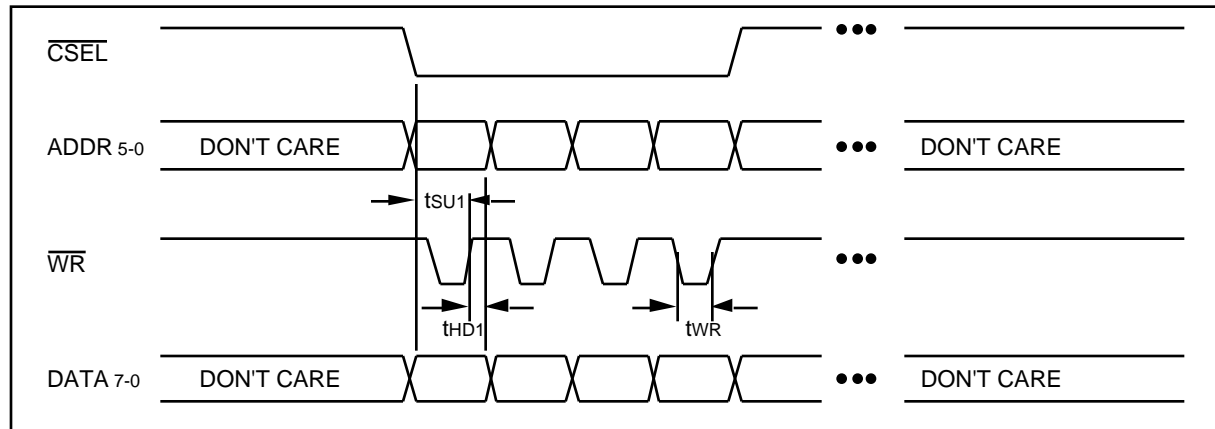 CSEL
ADDR 5-0 DON'T CARE DON'T CARE
tSU1
WR
tHD1 tWR
DATA 7-0 DON'T CARE DON'T CARE